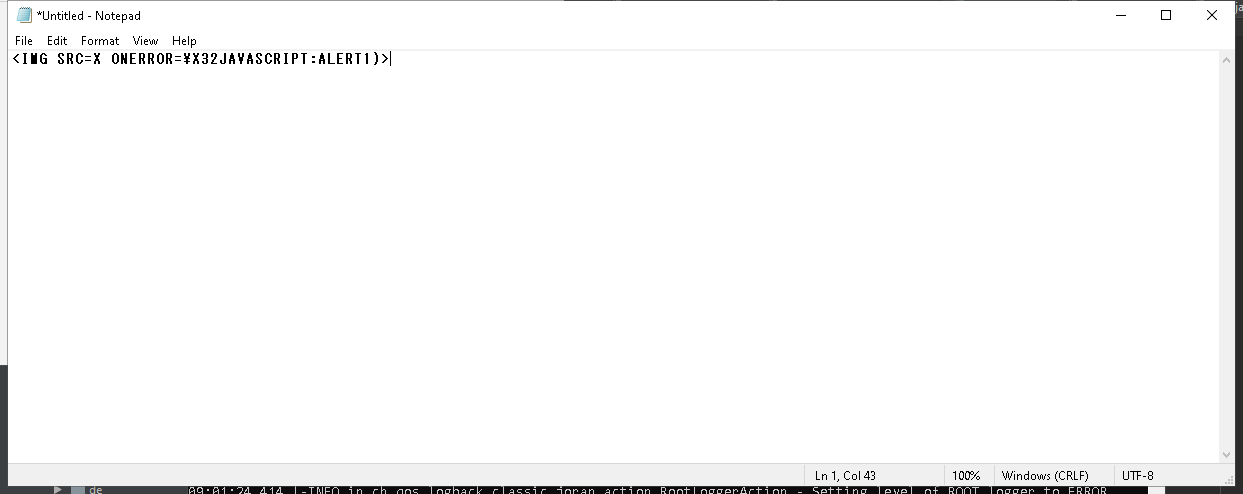 *Untitled - Notepad
File Edit Format View Help
<IMG SRC=X ONERROR=¥X32JAVASCRIPT:ALERT1)>
Ln 1, Col 43 100% Windows (CRLF) UTF-8
de 09:01:24,414 |-INFO in ch.qos.logback.classic.joran.action.RootLoggerAction - Setting level of ROOT logger to ERROR